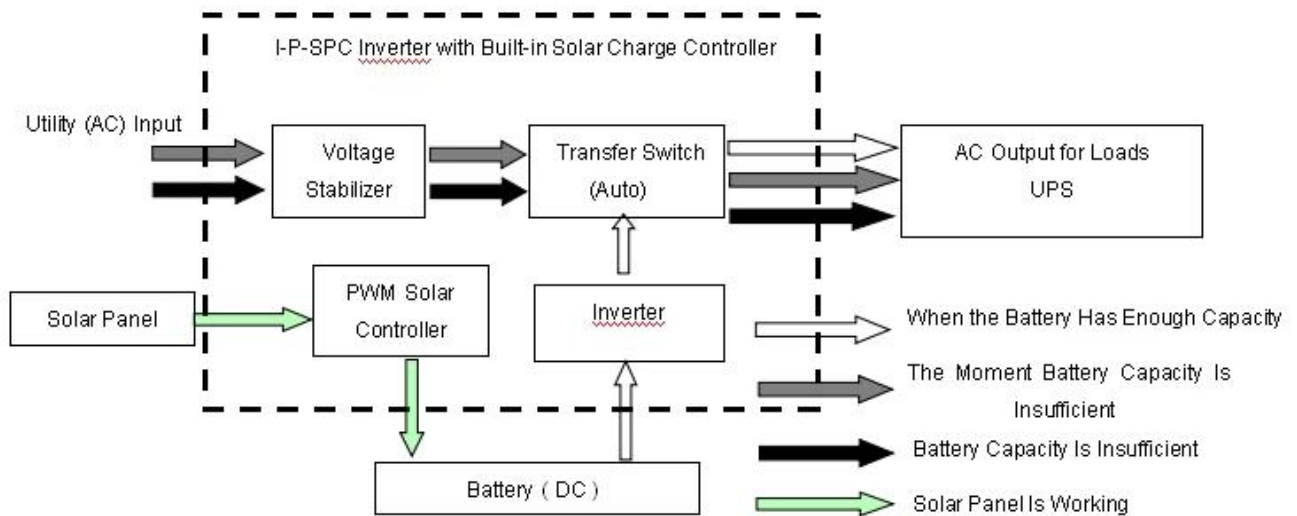 I-P-SPC Inverter with Built-in Solar Charge Controller
Utility (AC) Input
Voltage
Stabilizer
Transfer Switch
(Auto)
AC Output for Loads
UPS
Solar Panel
PWM Solar
Controller
Inverter
Battery ( DC )
When the Battery Has Enough Capacity
The Moment Battery Capacity Is
Insufficient
Battery Capacity Is Insufficient
Solar Panel Is Working